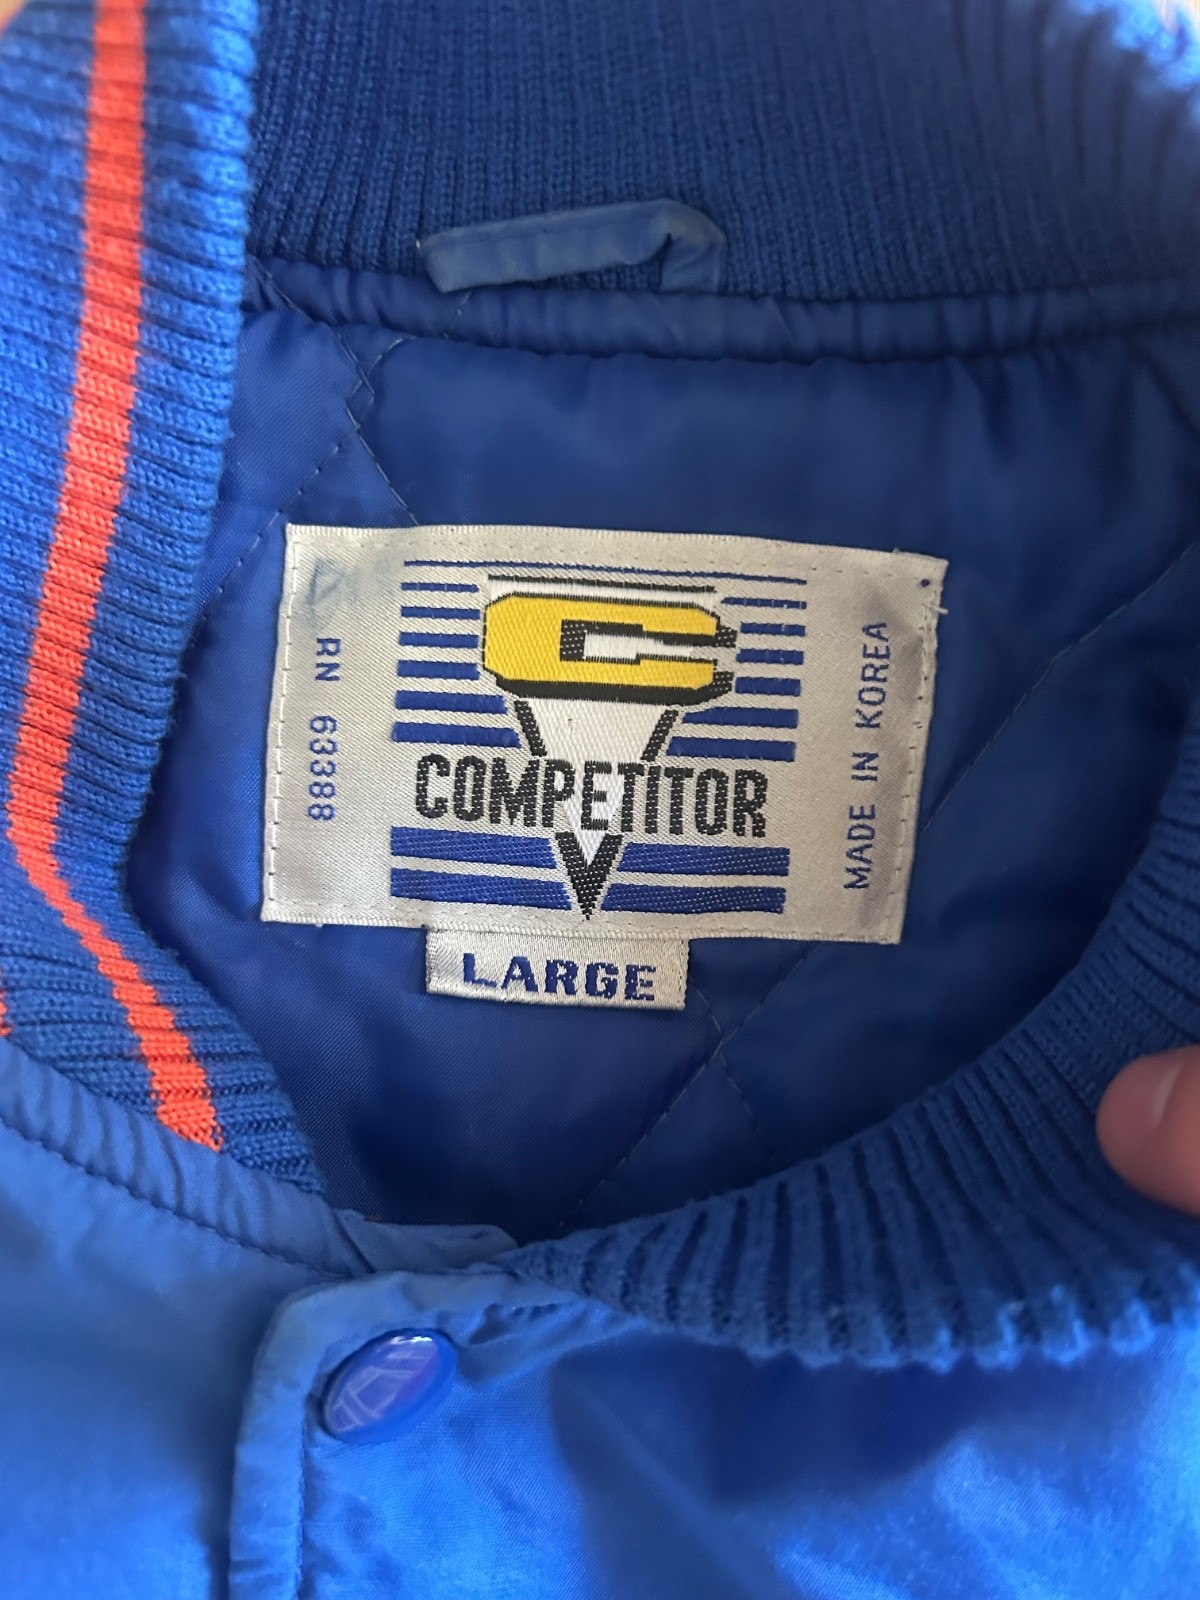 C
COMPETITOR
RN 63388
MADE IN KOREA
LARGE